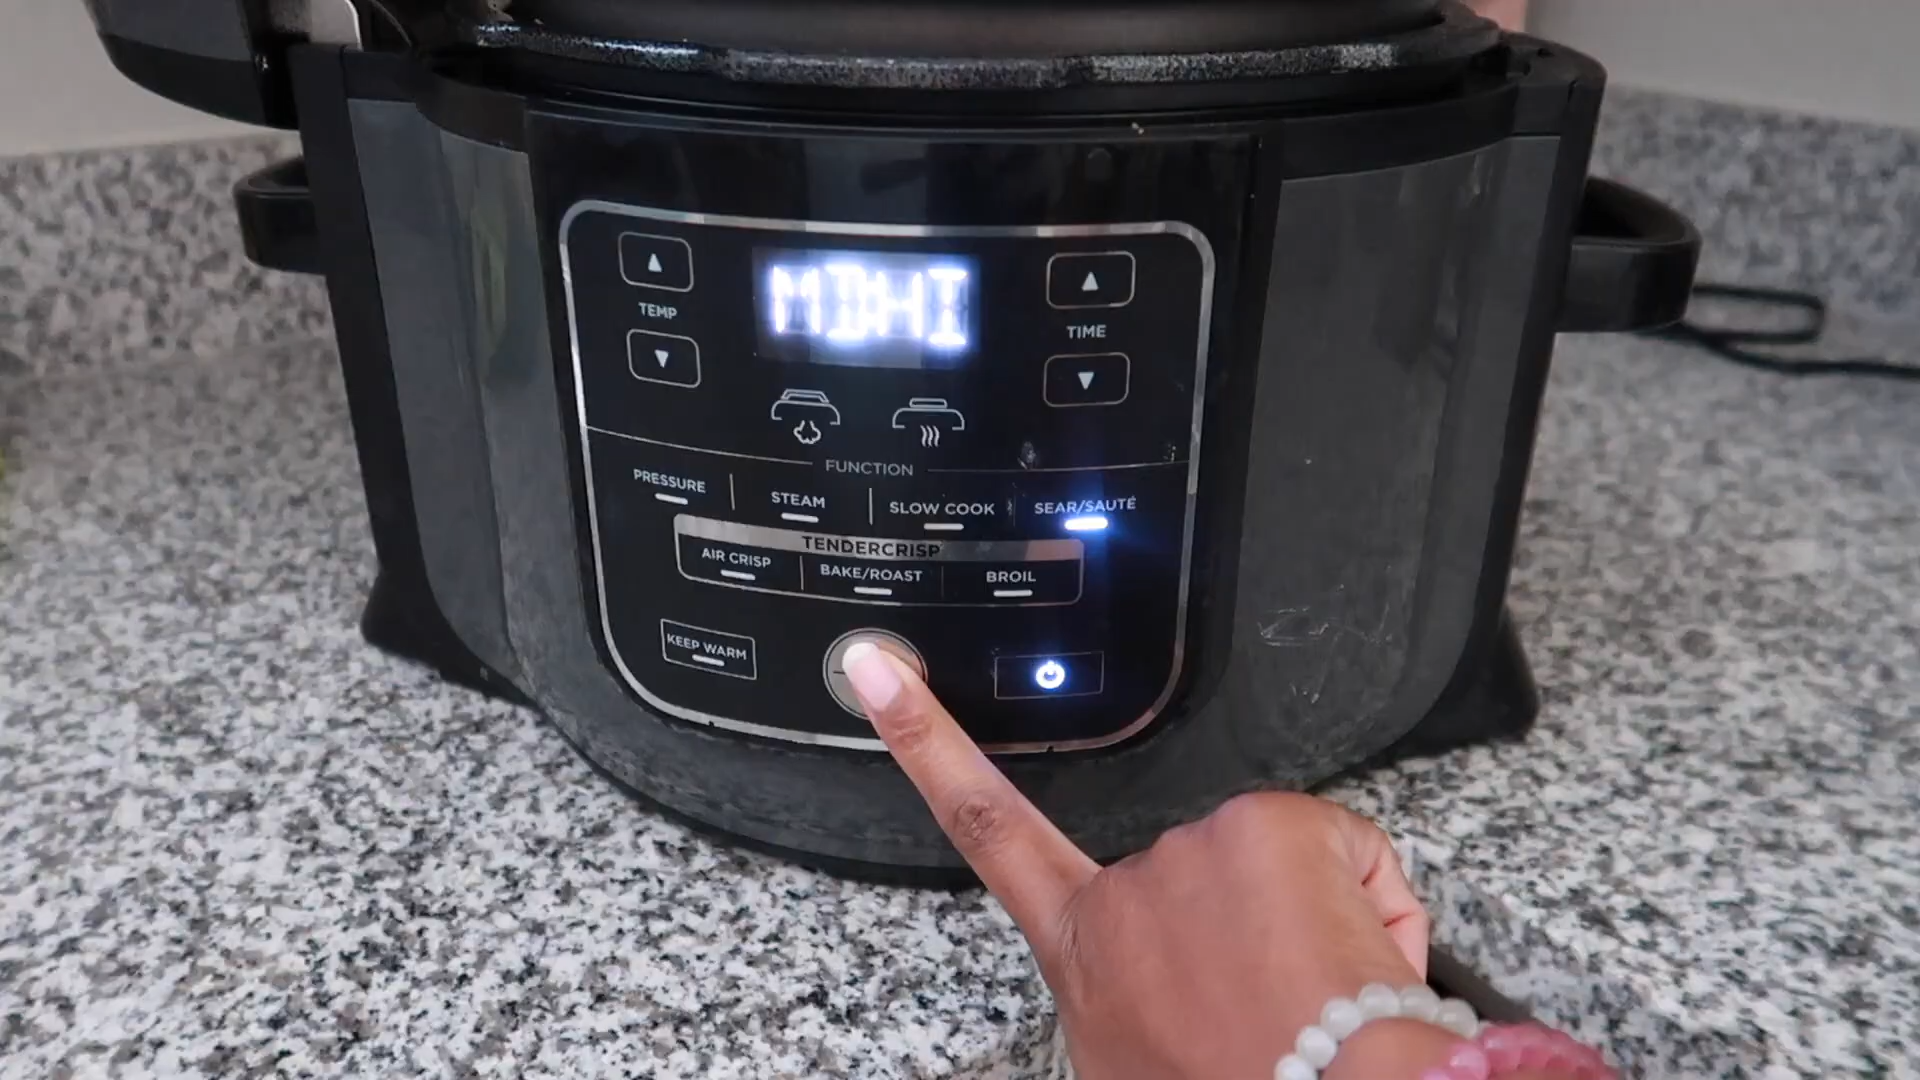 MD:HI
TEMP
TIME
FUNCTION
PRESSURE
STEAM
SLOW COOK
SEAR/SAUTÉ
TENDERCRISP
AIR CRISP
BAKE/ROAST
BROIL
KEEP WARM